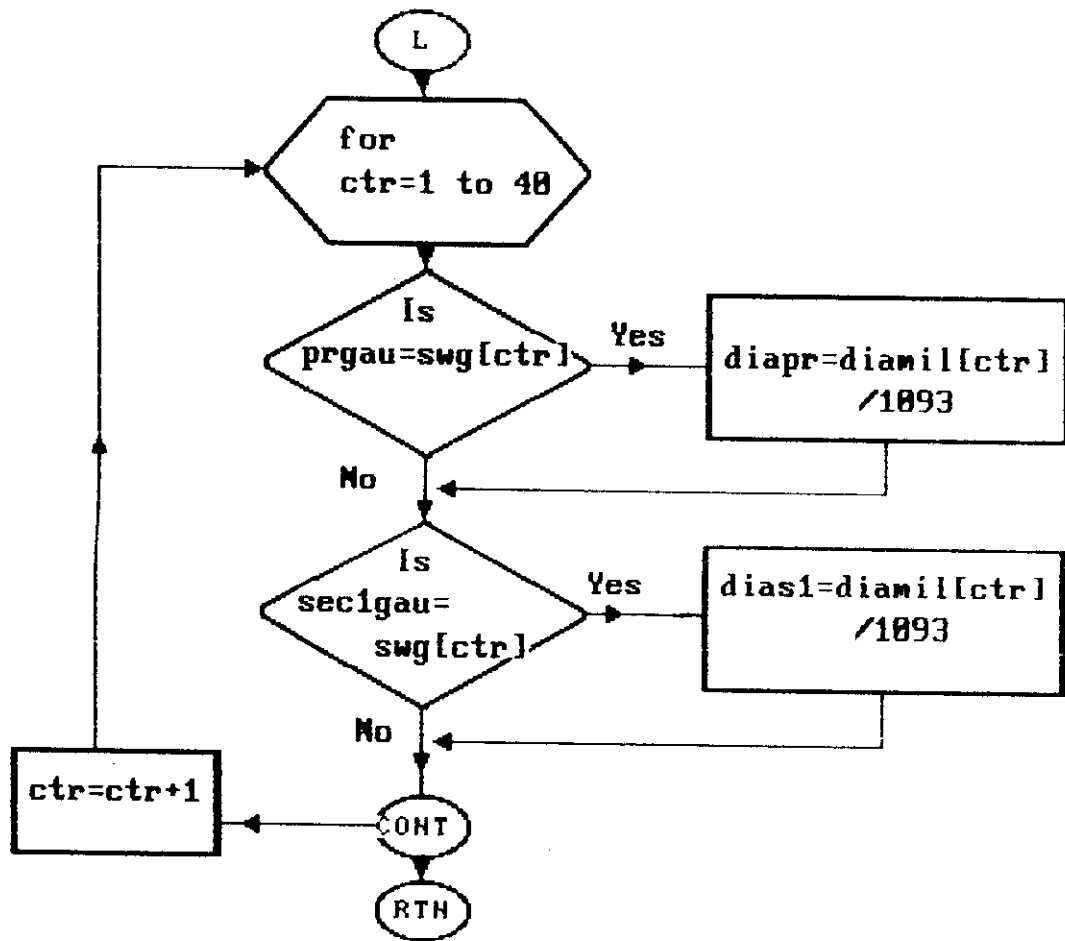 L
for
ctr=1 to 40
Is
prgau=swg[ctr]
Yes
diapr=diamil[ctr]
/1093
No
Is
sec1gau=
swg[ctr]
Yes
dias1=diamil[ctr]
/1093
No
ctr=ctr+1
CONT
RTN